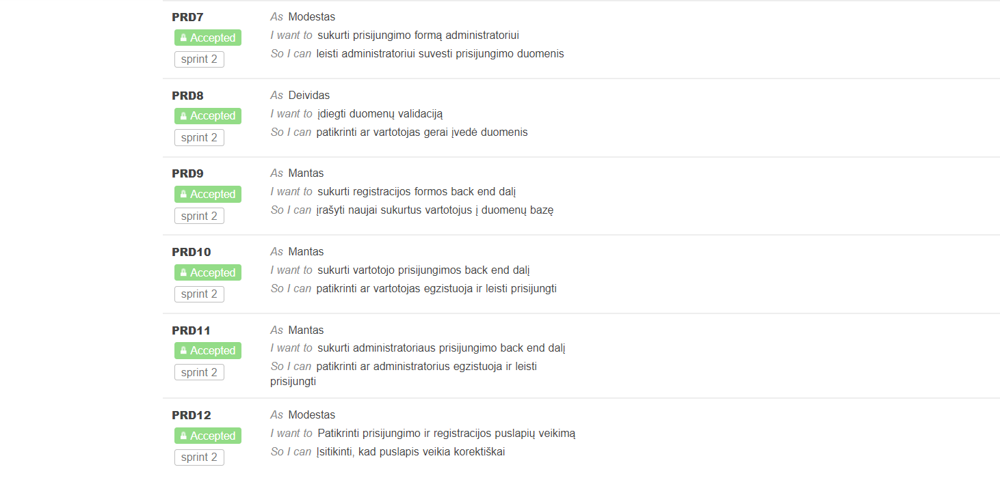 PRD7
As Modestas
Accepted
I want to sukurti prisijungimo formą administratoriui
sprint 2
So I can leisti administratoriui suvesti prisijungimo duomenis
PRD8
As Deividas
Accepted
I want to įdiegti duomenų validaciją
sprint 2
So I can patikrinti ar vartotojas gerai įvedė duomenis
PRD9
As Mantas
Accepted
I want to sukurti registracijos formos back end dalį
sprint 2
So I can įrašyti naujai sukurtus vartotojus į duomenų bazę
PRD10
As Mantas
Accepted
I want to sukurti vartotojo prisijungimos back end dalį
sprint 2
So I can patikrinti ar vartotojas egzistuoja ir leisti prisijungti
PRD11
As Mantas
Accepted
I want to sukurti administratoriaus prisijungimo back end dalį
sprint 2
So I can patikrinti ar administratorius egzistuoja ir leisti
prisijungti
PRD12
As Modestas
Accepted
I want to Patikrinti prisijungimo ir registracijos puslapių veikimą
sprint 2
So I can Įsitikinti, kad puslapis veikia korektiškai